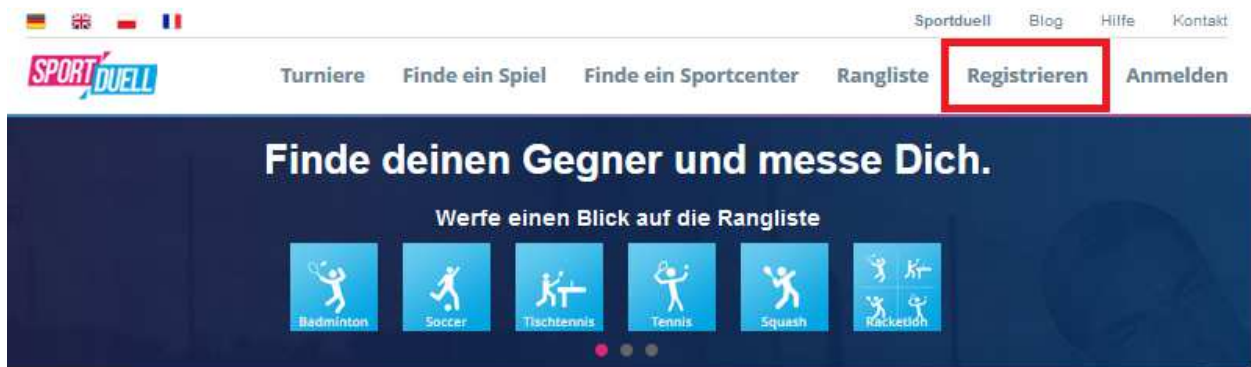 Sportduell Blog Hilfe Kontakt
SPORT DUELL
Turniere Finde ein Spiel Finde ein Sportcenter Rangliste Registrieren Anmelden
Finde deinen Gegner und messe Dich.
Werfe einen Blick auf die Rangliste
Badminton Soccer Tischtennis Tennis Squash Racketlon